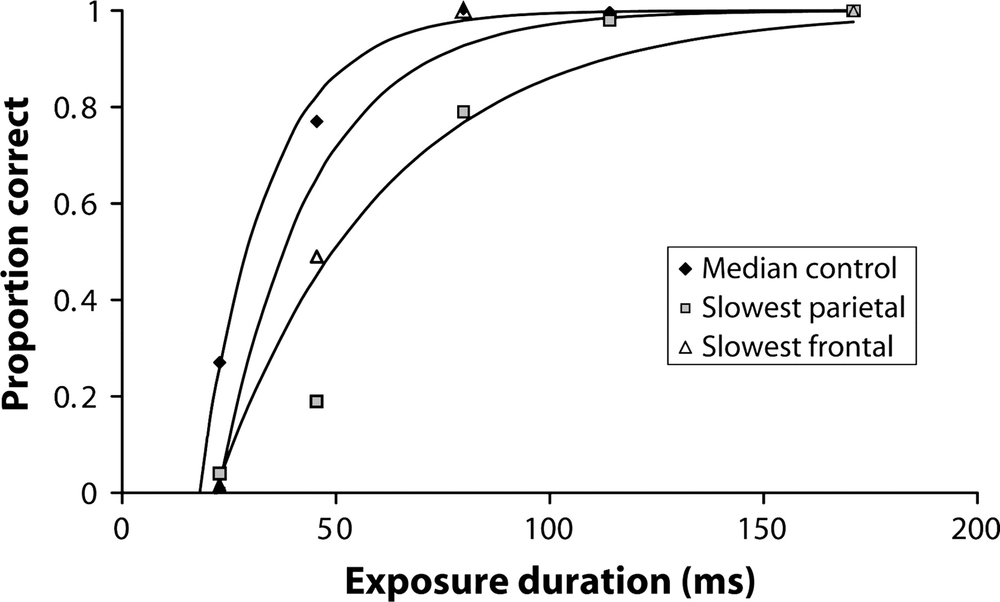 Proportion correct
1
0.8
0.6
0.4
0.2
0
0 50 100 150 200
Exposure duration (ms)
Median control
Slowest parietal
Slowest frontal